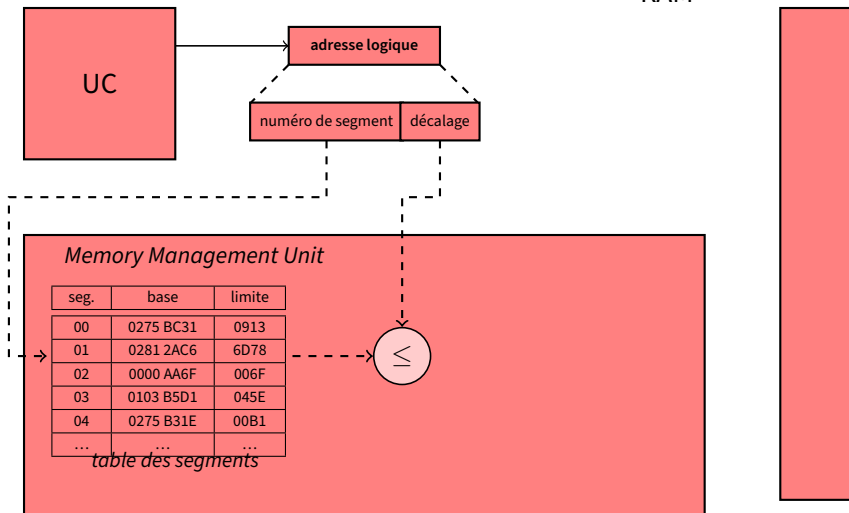 UC
adresse logique
numéro de segment décalage
Memory Management Unit
seg. base limite
00 0275 BC31 0913
01 0281 2AC6 6D78
02 0000 AA6F 006F
03 0103 B5D1 045E
04 0275 B31E 00B1
... ... ...
table des segments
≤